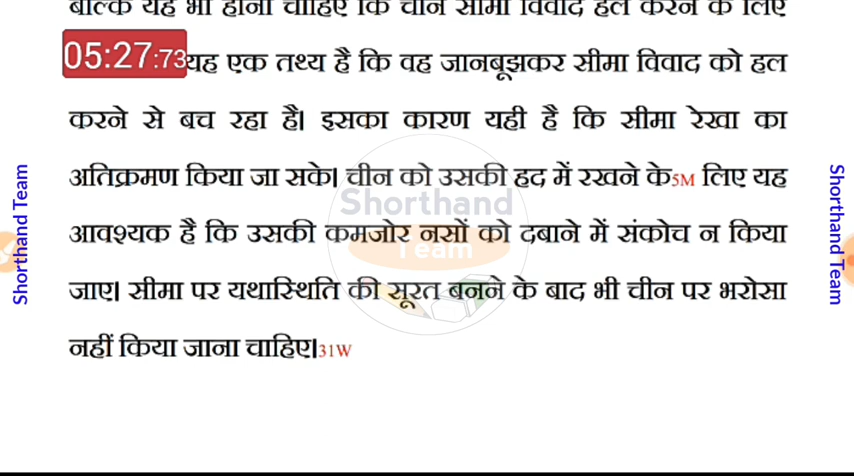 बल्कि यह भी होना चाहिए कि चीन सीमा विवाद हल करने के लिए
05:27:73 यह एक तथ्य है कि वह जानबूझकर सीमा विवाद को हल
करने से बच रहा है। इसका कारण यही है कि सीमा रेखा का
अतिक्रमण किया जा सके। चीन को उसकी हद में रखने के5M लिए यह
आवश्यक है कि उसकी कमजोर नसों को दबाने में संकोच न किया
जाए। सीमा पर यथास्थिति की सूरत बनने के बाद भी चीन पर भरोसा
नहीं किया जाना चाहिए।31W
Shorthand Team
Shorthand Team
Shorthand
Team